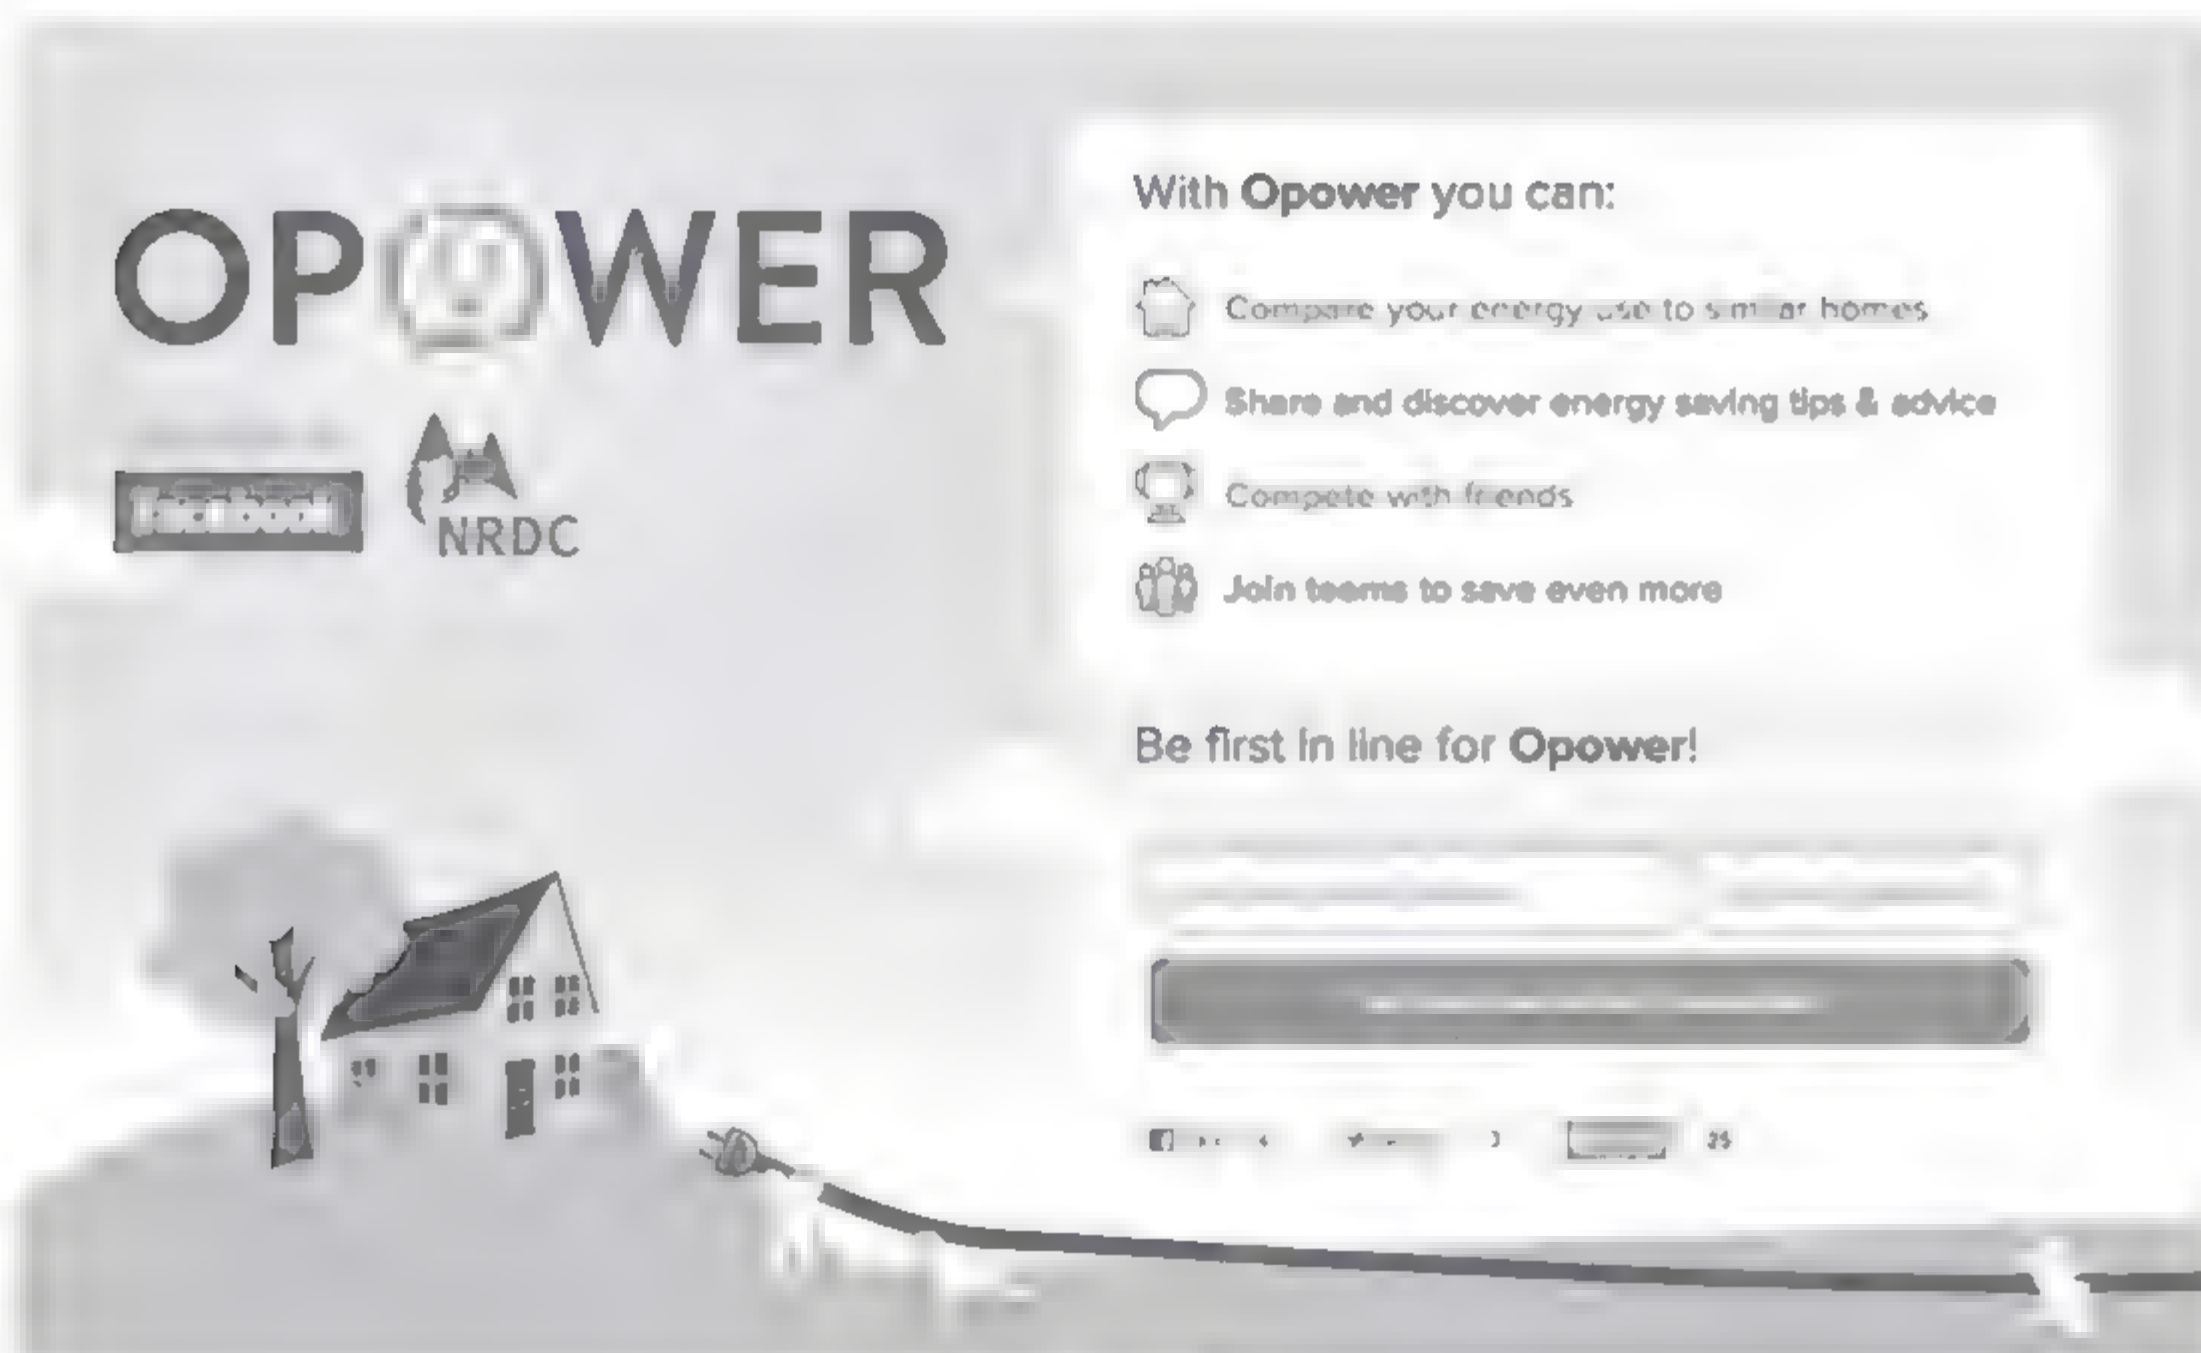 OPOWER
NRDC
With Opower you can:
Compare your energy use to similar homes
Share and discover energy saving tips & advice
Compete with friends
Join teams to save even more
Be first in line for Opower!
25